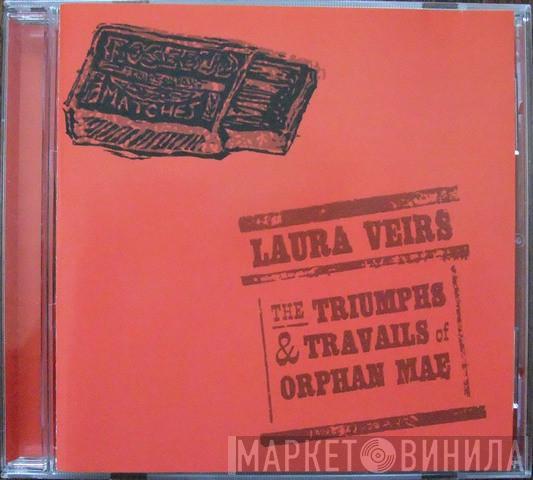 ROSEBUD
MATCHES
LAURA VEIRS
THE TRIUMPHS
& TRAVAILS of
ORPHAN MAE
МАРКЕТ ВИНИЛА